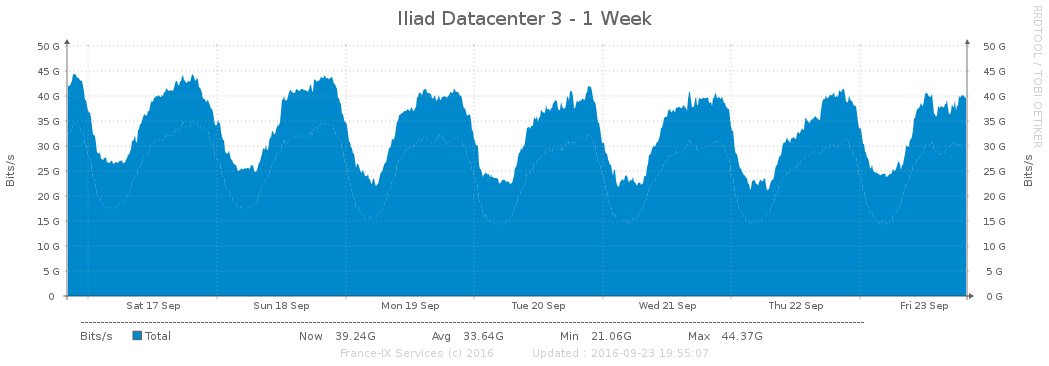 Iliad Datacenter 3 - 1 Week
RRDTOOL / TOBI OETIKER
Bits/s
50 G 50 G
45 G 45 G
40 G 40 G
35 G 35 G
30 G 30 G
25 G 25 G
20 G 20 G
15 G 15 G
10 G 10 G
5 G 5 G
0 0 G
Bits/s
Sat 17 Sep Sun 18 Sep Mon 19 Sep Tue 20 Sep Wed 21 Sep Thu 22 Sep Fri 23 Sep
Bits/s Total Now 39.24G Avg 33.64G Min 21.06G Max 44.37G
France-IX Services (c) 2016 Updated : 2016-09-23 19:55:07